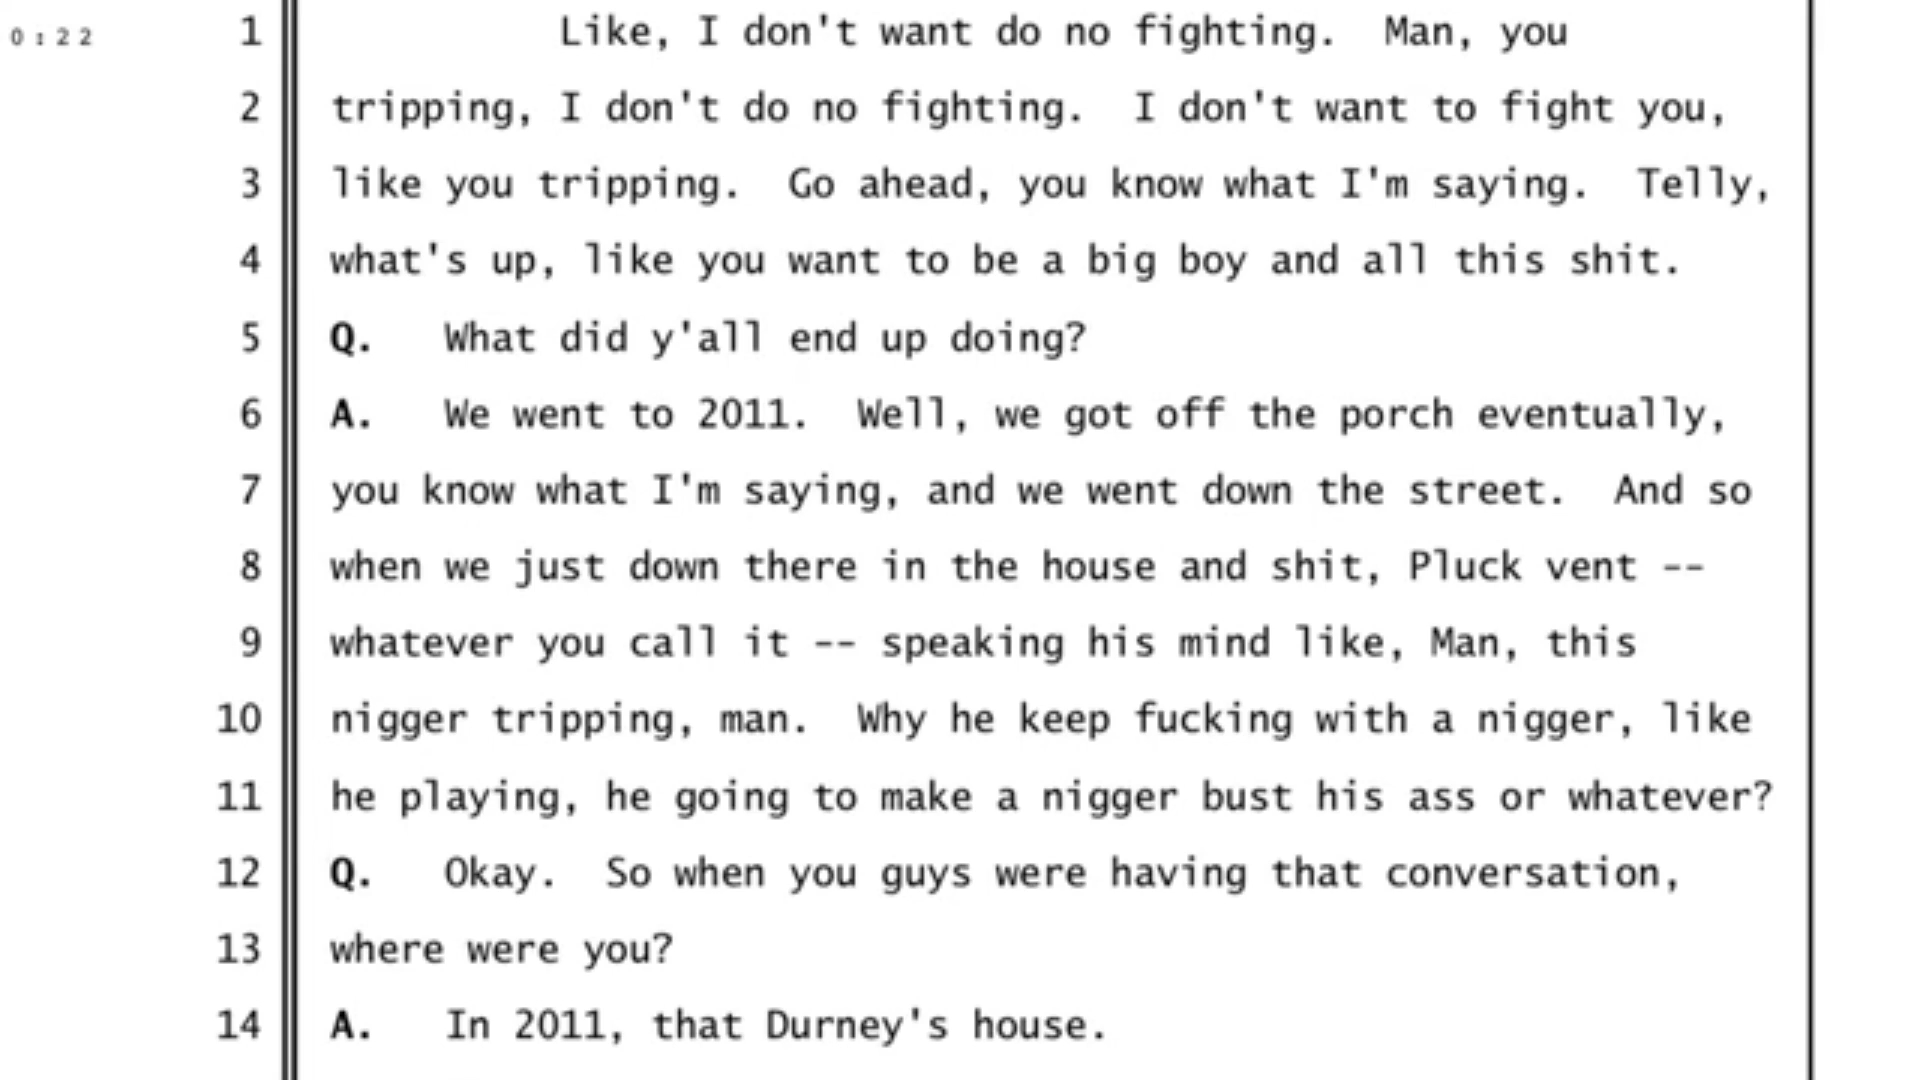 0:22
1 Like, I don't want do no fighting. Man, you
2 tripping, I don't do no fighting. I don't want to fight you,
3 like you tripping. Go ahead, you know what I'm saying. Telly,
4 what's up, like you want to be a big boy and all this shit.
5 Q. What did y'all end up doing?
6 A. We went to 2011. Well, we got off the porch eventually,
7 you know what I'm saying, and we went down the street. And so
8 when we just down there in the house and shit, Pluck vent --
9 whatever you call it -- speaking his mind like, Man, this
10 nigger tripping, man. Why he keep fucking with a nigger, like
11 he playing, he going to make a nigger bust his ass or whatever?
12 Q. Okay. So when you guys were having that conversation,
13 where were you?
14 A. In 2011, that Durney's house.